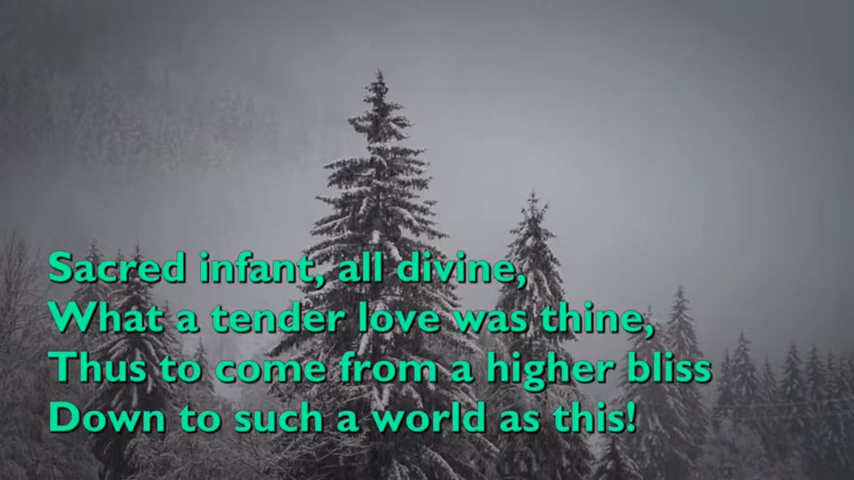 Sacred infant, all divine,
What a tender love was thine,
Thus to come from a higher bliss
Down to such a world as this!